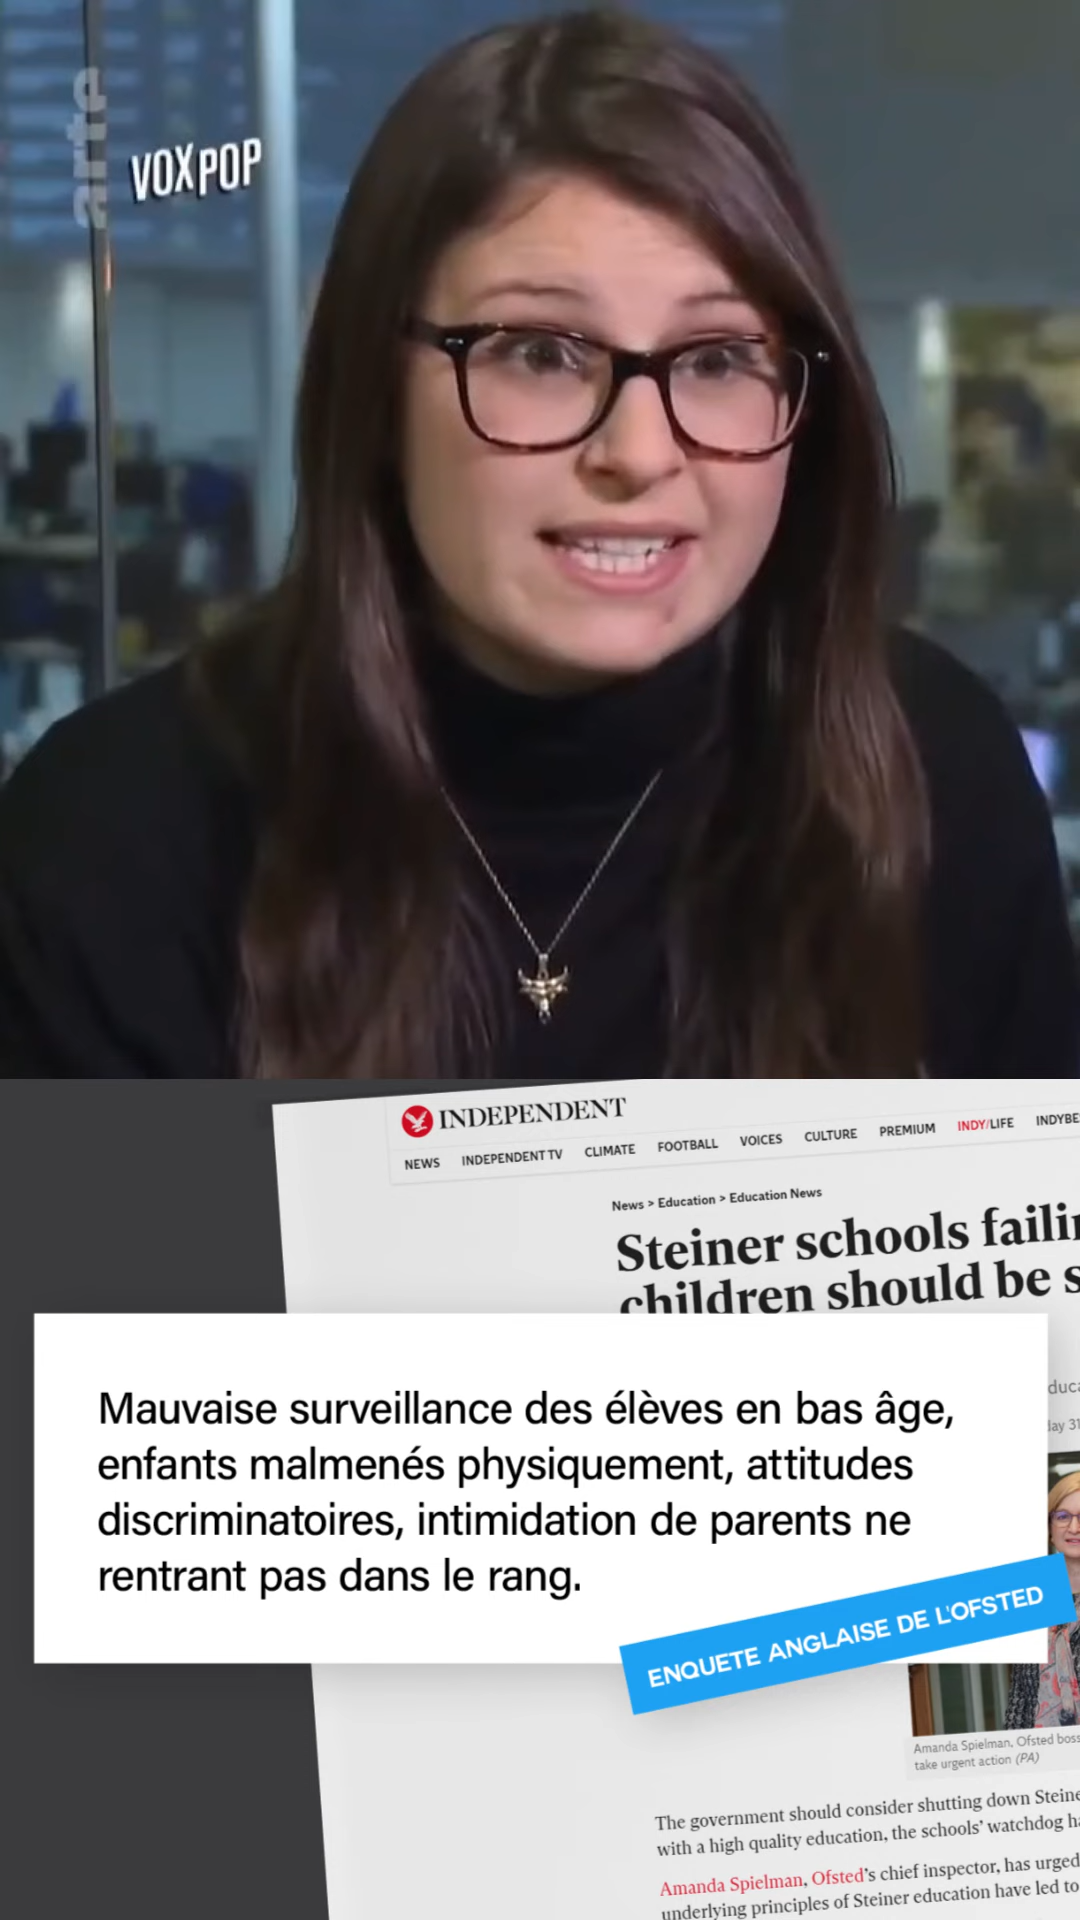 arte
VOX POP
INDEPENDENT
NEWS INDEPENDENT TV CLIMATE FOOTBALL VOICES CULTURE PREMIUM INDY/LIFE INDYBE
News > Education > Education News
Steiner schools failin
children should be s
Mauvaise surveillance des élèves en bas âge,
enfants malmenés physiquement, attitudes
discriminatoires, intimidation de parents ne
rentrant pas dans le rang.
ENQUETE ANGLAISE DE L'OFSTED
Amanda Spielman, Ofsted boss
take urgent action (PA)
The government should consider shutting down Steine
with a high quality education, the schools' watchdog ha
Amanda Spielman, Ofsted's chief inspector, has urged
underlying principles of Steiner education have led to